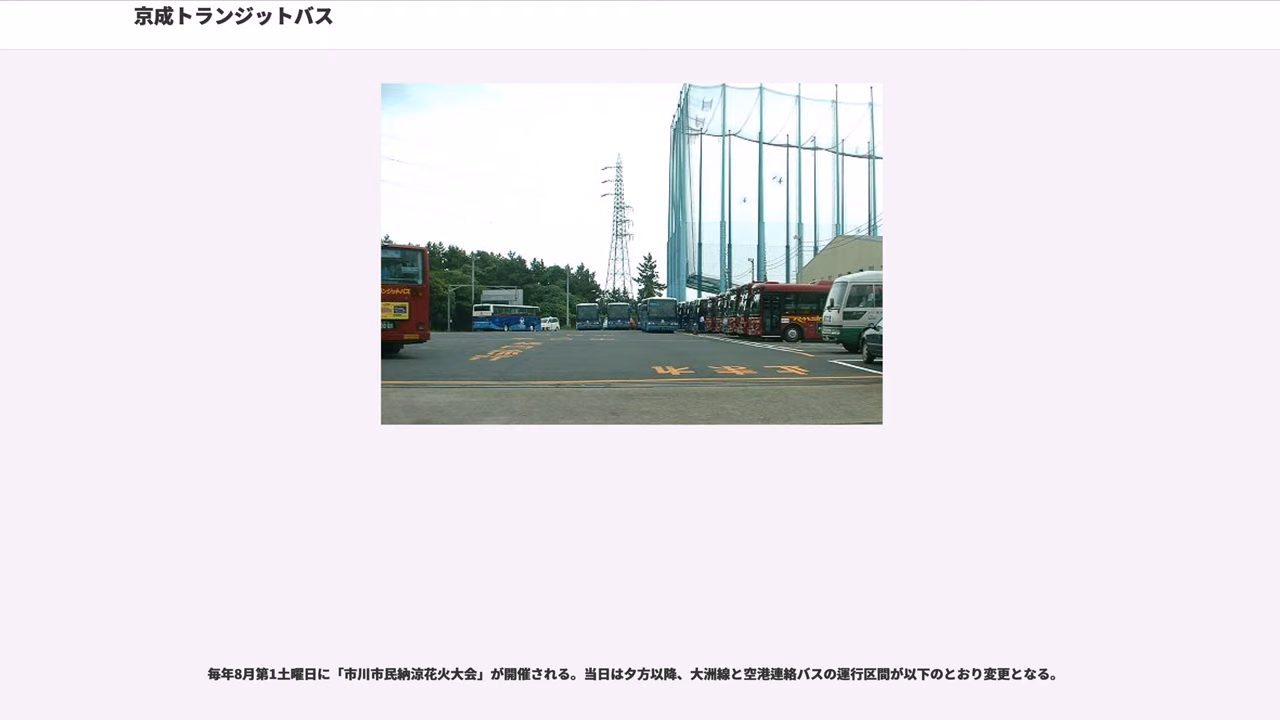 京成トランジットバス
毎年8月第1土曜日に「市川市民納涼花火大会」が開催される。当日は夕方以降、大洲線と空港連絡バスの運行区間が以下のとおり変更となる。